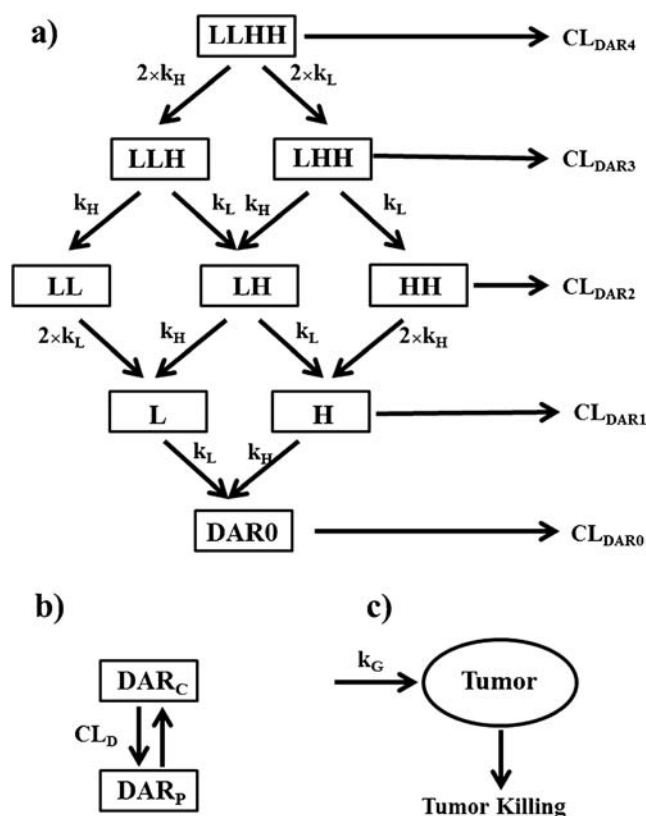 a)
LLHH
CL_DAR4
2×k_H
2×k_L
LLH
LHH
CL_DAR3
k_H
k_L
k_H
k_L
LL
LH
HH
CL_DAR2
2×k_L
k_H
k_L
2×k_H
L
H
CL_DAR1
k_L
k_H
DAR0
CL_DAR0
b)
c)
DAR_C
CL_D
DAR_P
k_G
Tumor
Tumor Killing